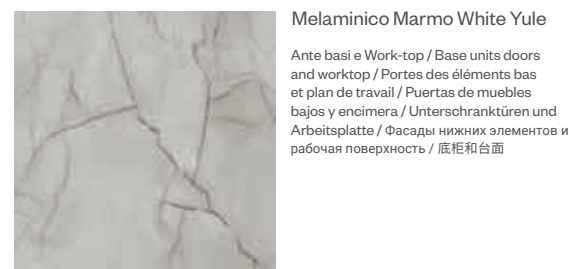 Melaminico Marmo White Yule
Ante basi e Work-top / Base units doors
and worktop / Portes des éléments bas
et plan de travail / Puertas de muebles
bajos y encimera / Unterschranktüren und
Arbeitsplatte / Фасады нижних элементов и
рабочая поверхность / 底柜和台面